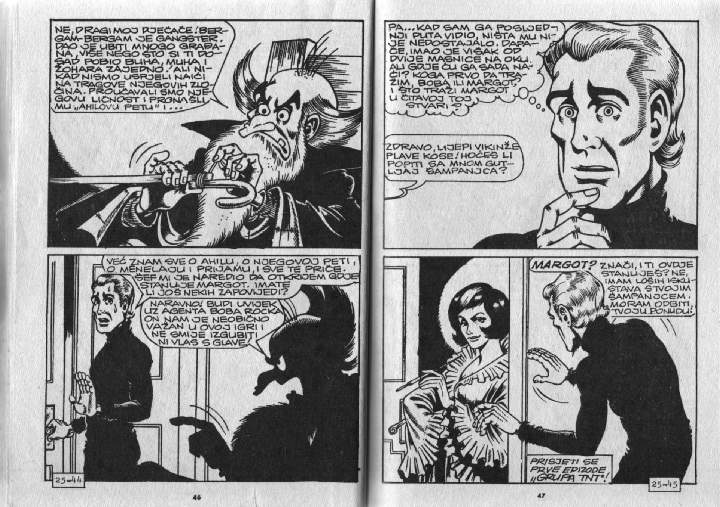 NE, DRAGI MOJ DJEČAČE! BER-
GAM-BERGAM JE GANGSTER.
DAO JE UBITI MNOGO GRAĐA-
NA, VIŠE NEGO ŠTO SI TI DO-
SAD POBIO BUHA, MUHA I
ŽOHARA ZAJEDNO! ALI NI-
KAD NISMO USPJELI NAIĆI
NA TRAGOVE NJEGOVIH ZLO-
ČINA. PROUČAVALI SMO NJE-
GOVU LIČNOST I PRONAŠLI
MU „AHILOVU PETU"!...
VEĆ ZNAM SVE O AHILU, O NJEGOVOJ PETI,
O MENELAJU I PRIJAMU, I SVE TE PRIČE.
ŠEF MI JE NAREDIO DA OTKRIJEM GDJE
STANUJE MARGOT. IMATE
LI JOŠ NEKIH ZAPOVIJEDI?
NARAVNO! BUDI UVIJEK
UZ AGENTA BOBA ROCKA
ON NAM JE NEOBIČNO
VAŽAN U OVOJ IGRI I
NE SMIJE IZGUBITI
NI VLAS S GLAVE!
25-44
46
PA... KAD SAM GA POSLJED-
NJI PUTA VIDIO, NIŠTA MU NI-
JE NEDOSTAJALO. DAPA-
ČE, IMAO JE VIŠAK OD
DVIJE MASNICE NA OKU.
ALI GDJE ĆU GA SADA NA-
ĆI? KOGA PRVO DA TRA-
ŽIM, BOBA ILI MARGOT?
I ŠTO TRAŽI MARGOT
U ČITAVOJ TOJ
STVARI?
ZDRAVO, LIJEPI VIKINŽE
PLAVE KOSE! HOĆEŠ LI
POPITI SA MNOM GUT-
LJAJ ŠAMPANJCA?
MARGOT? ZNAČI, I TI OVDJE
STANUJEŠ? NE,
IMAM LOŠIH ISKU-
STAVA S TVOJIM
ŠAMPANJCEM.
MORAM ODBITI
TVOJU PONUDU!
PRISJETI SE
PRVE EPIZODE
„GRUPA TNT"!
25-45
47